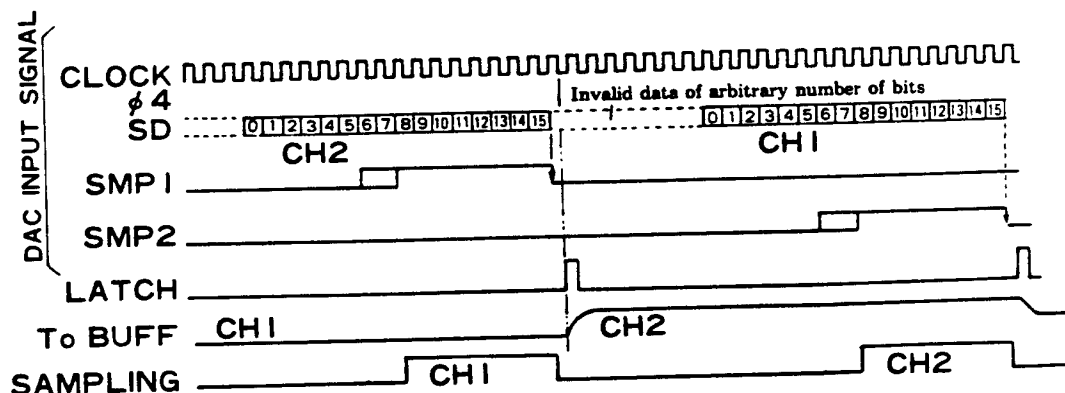 DAC INPUT SIGNAL
CLOCK
φ4
Invalid data of arbitrary number of bits
SD 0 1 2 3 4 5 6 7 8 9 10 11 12 13 14 15 0 1 2 3 4 5 6 7 8 9 10 11 12 13 14 15
CH2 CH1
SMP1
SMP2
LATCH
To BUFF CH1 CH2
SAMPLING CH1 CH2